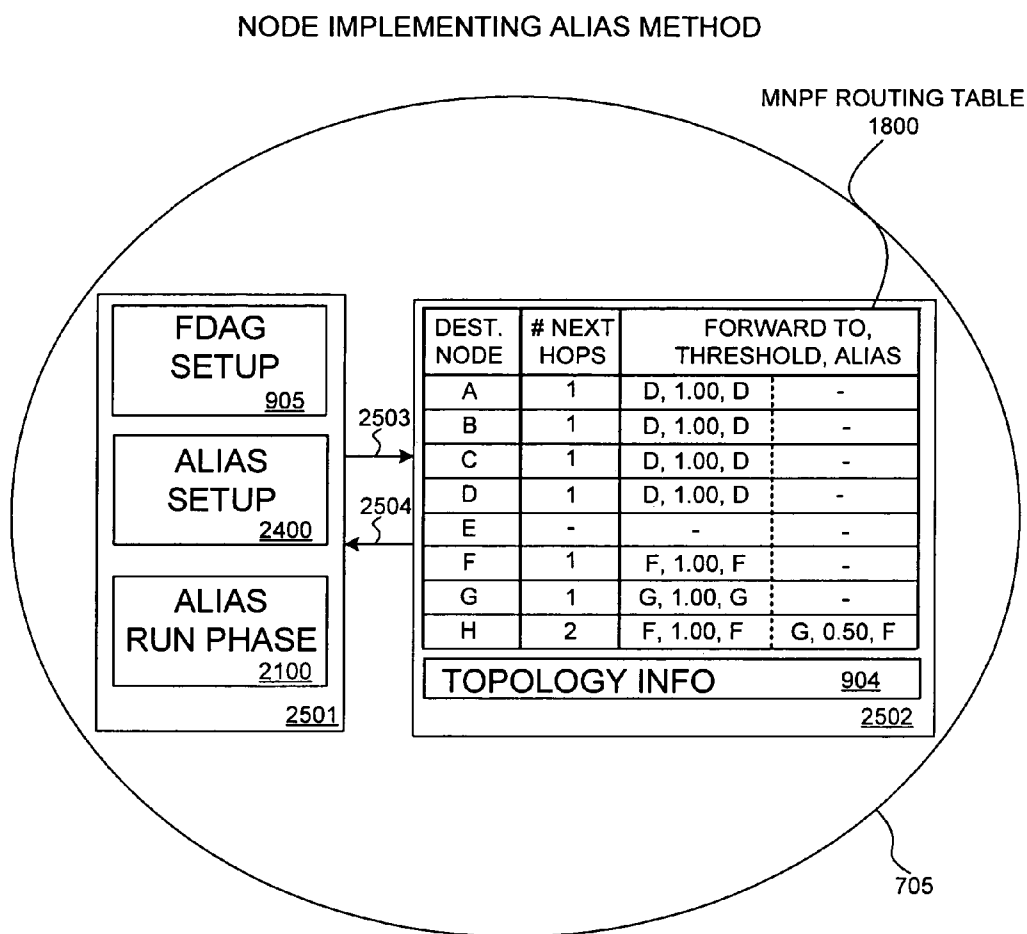 NODE IMPLEMENTING ALIAS METHOD
MNPF ROUTING TABLE
1800
FDAG
SETUP
905
ALIAS
SETUP
2400
ALIAS
RUN PHASE
2100
2501
2503
2504
DEST. NODE # NEXT HOPS FORWARD TO, THRESHOLD, ALIAS
A 1 D, 1.00, D -
B 1 D, 1.00, D -
C 1 D, 1.00, D -
D 1 D, 1.00, D -
E - - -
F 1 F, 1.00, F -
G 1 G, 1.00, G -
H 2 F, 1.00, F G, 0.50, F
TOPOLOGY INFO 904
2502
705